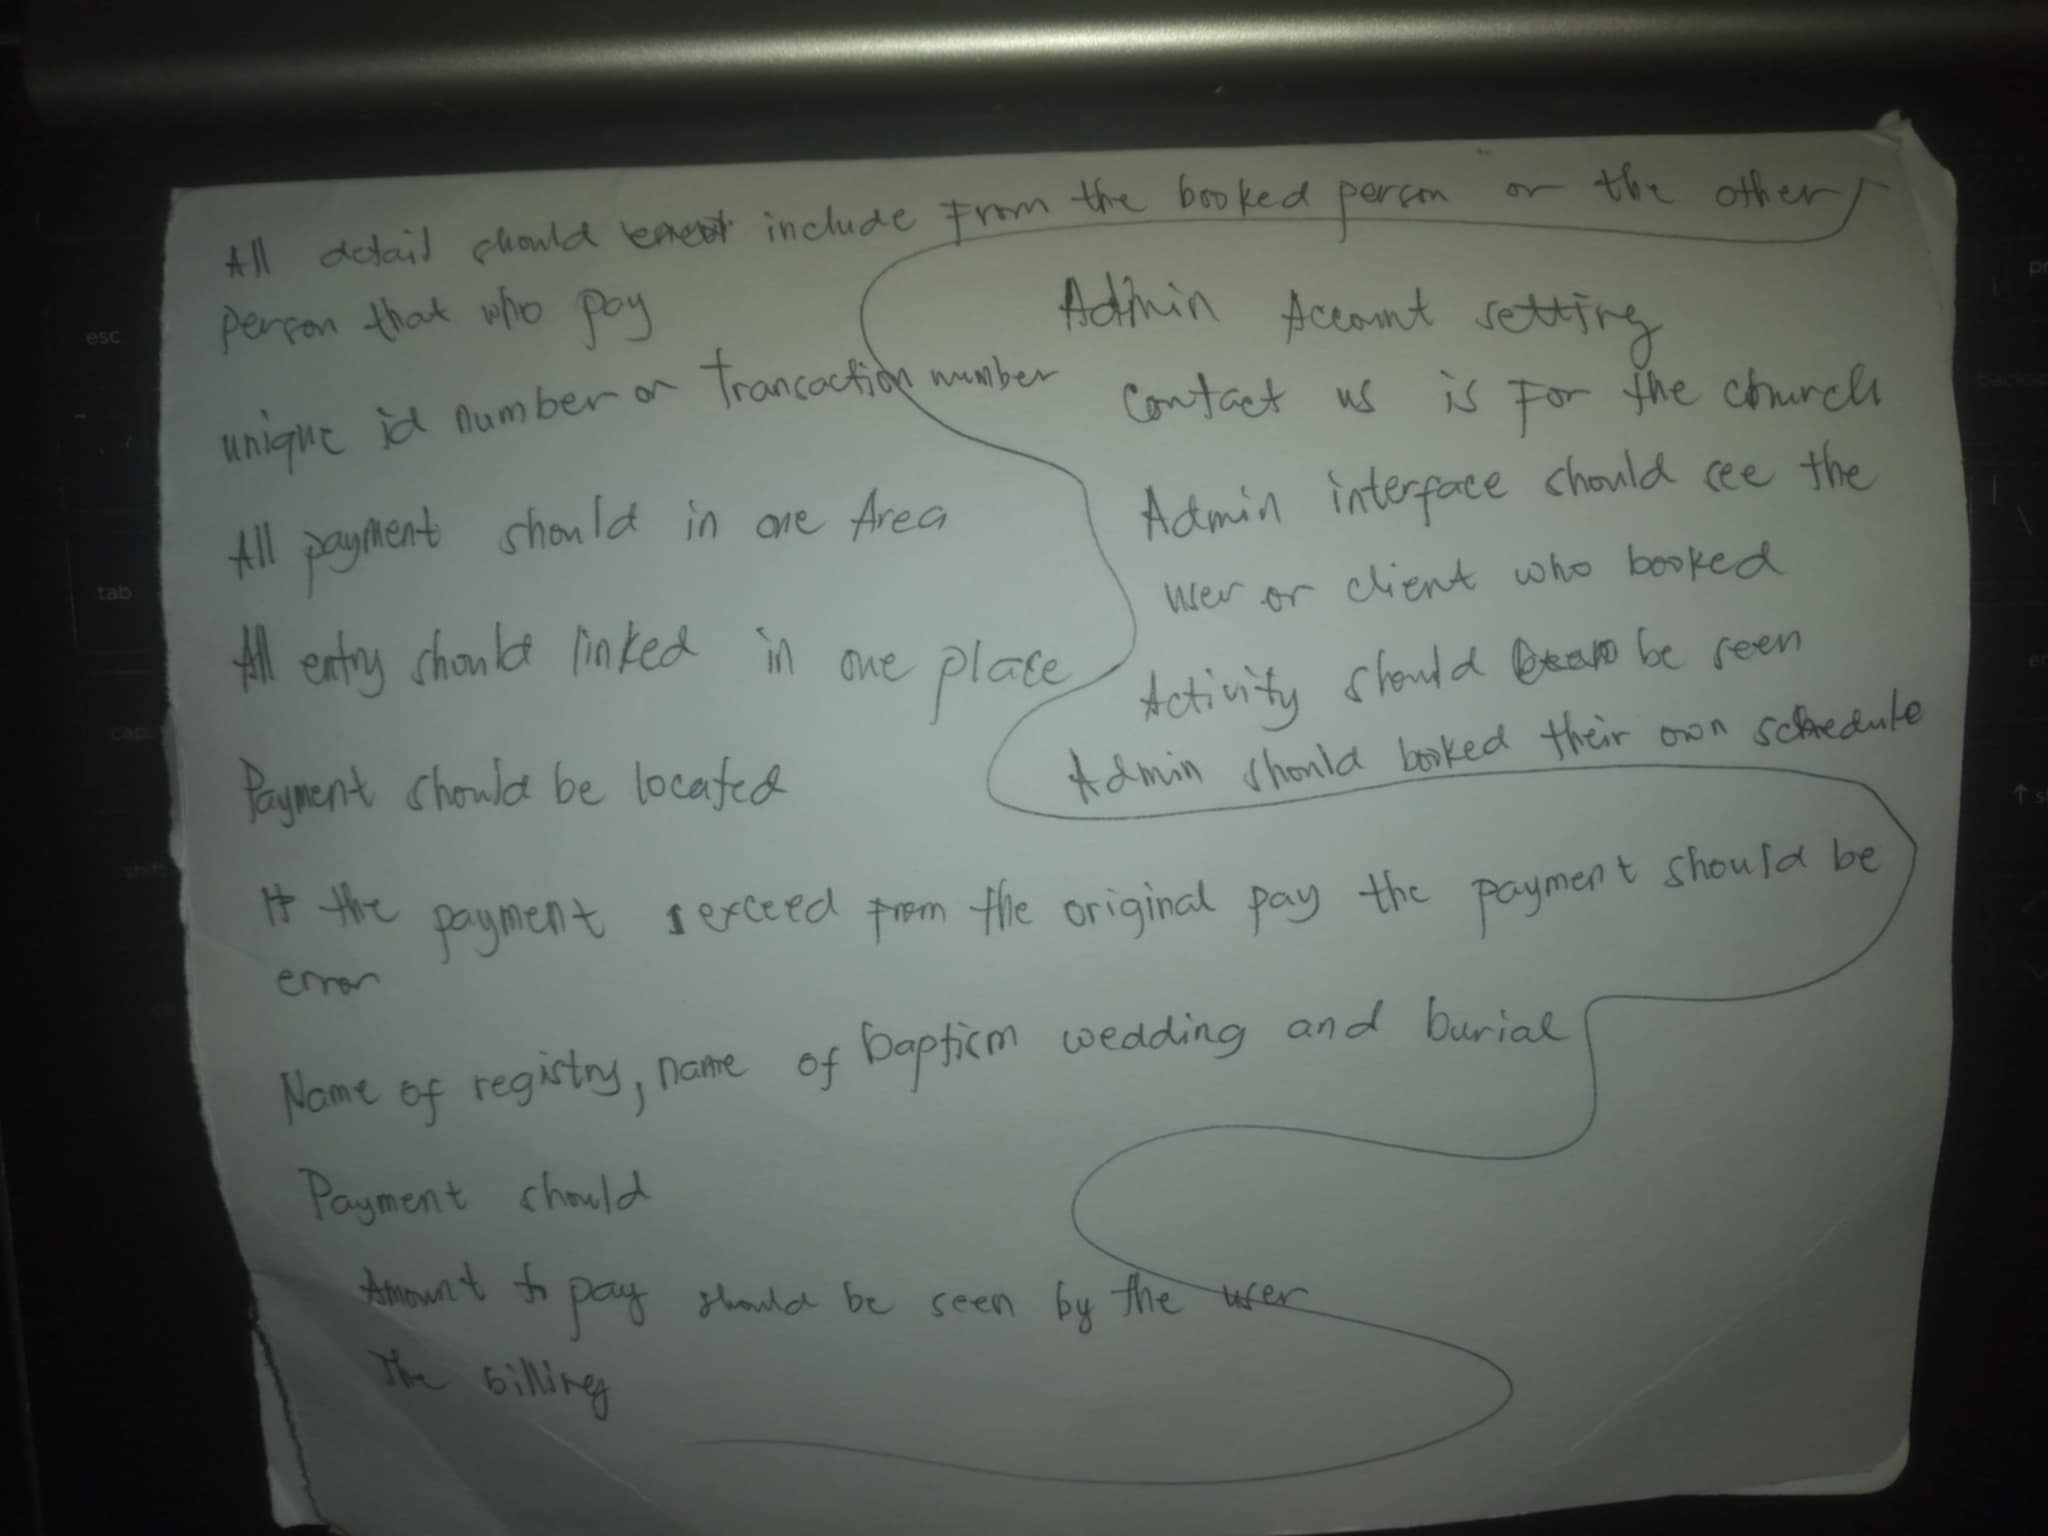 All detail should include from the booked person or the other
person that who pay
unique id number or Transaction number
All payment should in one Area
All entry should linked in one place
Payment should be located
If the payment exceed from the original pay the payment should be
error
Name of registry, name of baptism wedding and burial
Payment should
Amount to pay should be seen by the user
The billing
Admin Account setting
Contact us is For the church
Admin interface should see the
user or client who booked
Activity should be seen
Admin should booked their own schedule
esc
tab